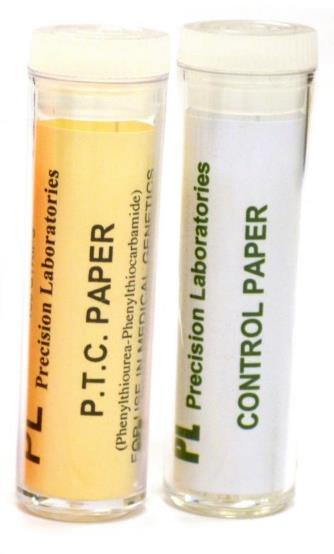 PL Precision Laboratories
P.T.C. PAPER
(Phenylthiourea-Phenylthiocarbamide)
FOR USE IN MEDICAL GENETICS
PL Precision Laboratories
CONTROL PAPER